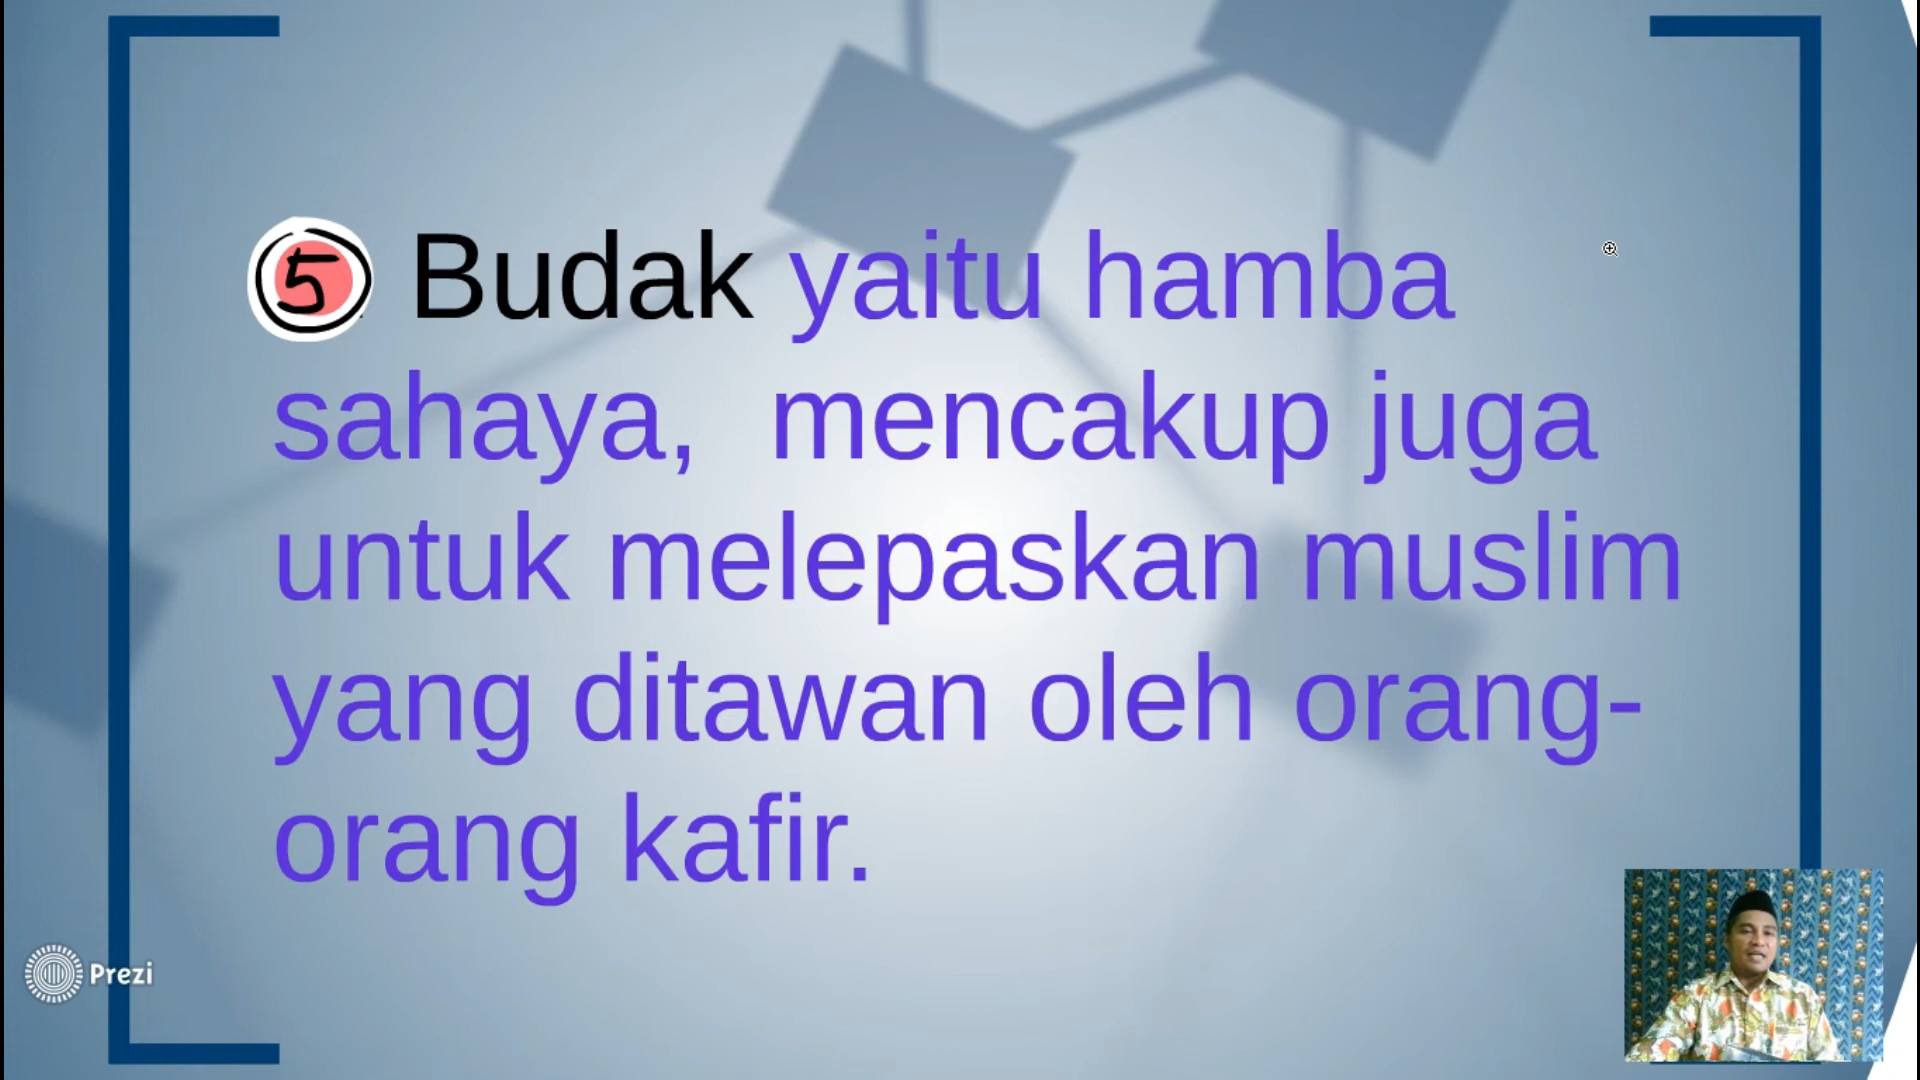 5 Budak yaitu hamba
sahaya, mencakup juga
untuk melepaskan muslim
yang ditawan oleh orang-
orang kafir.
Prezi